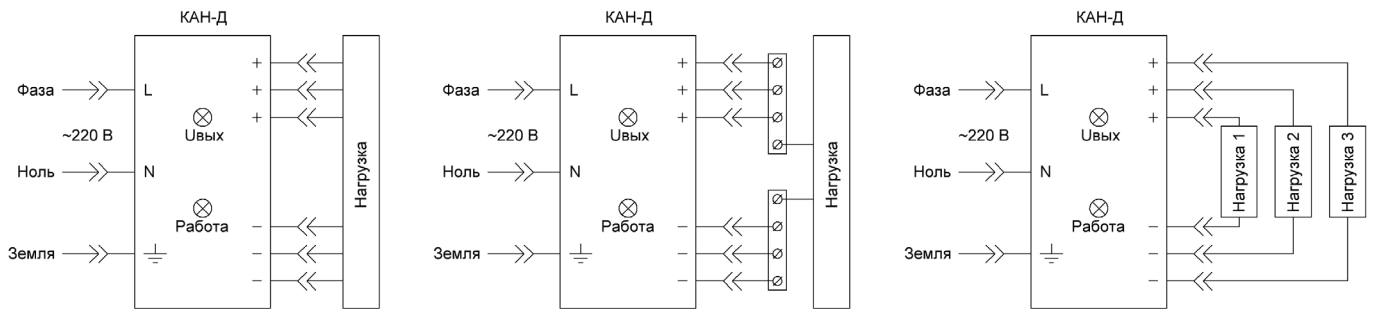 КАН-Д
Фаза
L
~220 В
Ноль
N
Земля
Uвых
Работа
+
+
+
−
−
−
Нагрузка
КАН-Д
Фаза
L
~220 В
Ноль
N
Земля
Uвых
Работа
+
+
+
−
−
−
Нагрузка
КАН-Д
Фаза
L
~220 В
Ноль
N
Земля
Uвых
Работа
+
+
+
−
−
−
Нагрузка 1
Нагрузка 2
Нагрузка 3